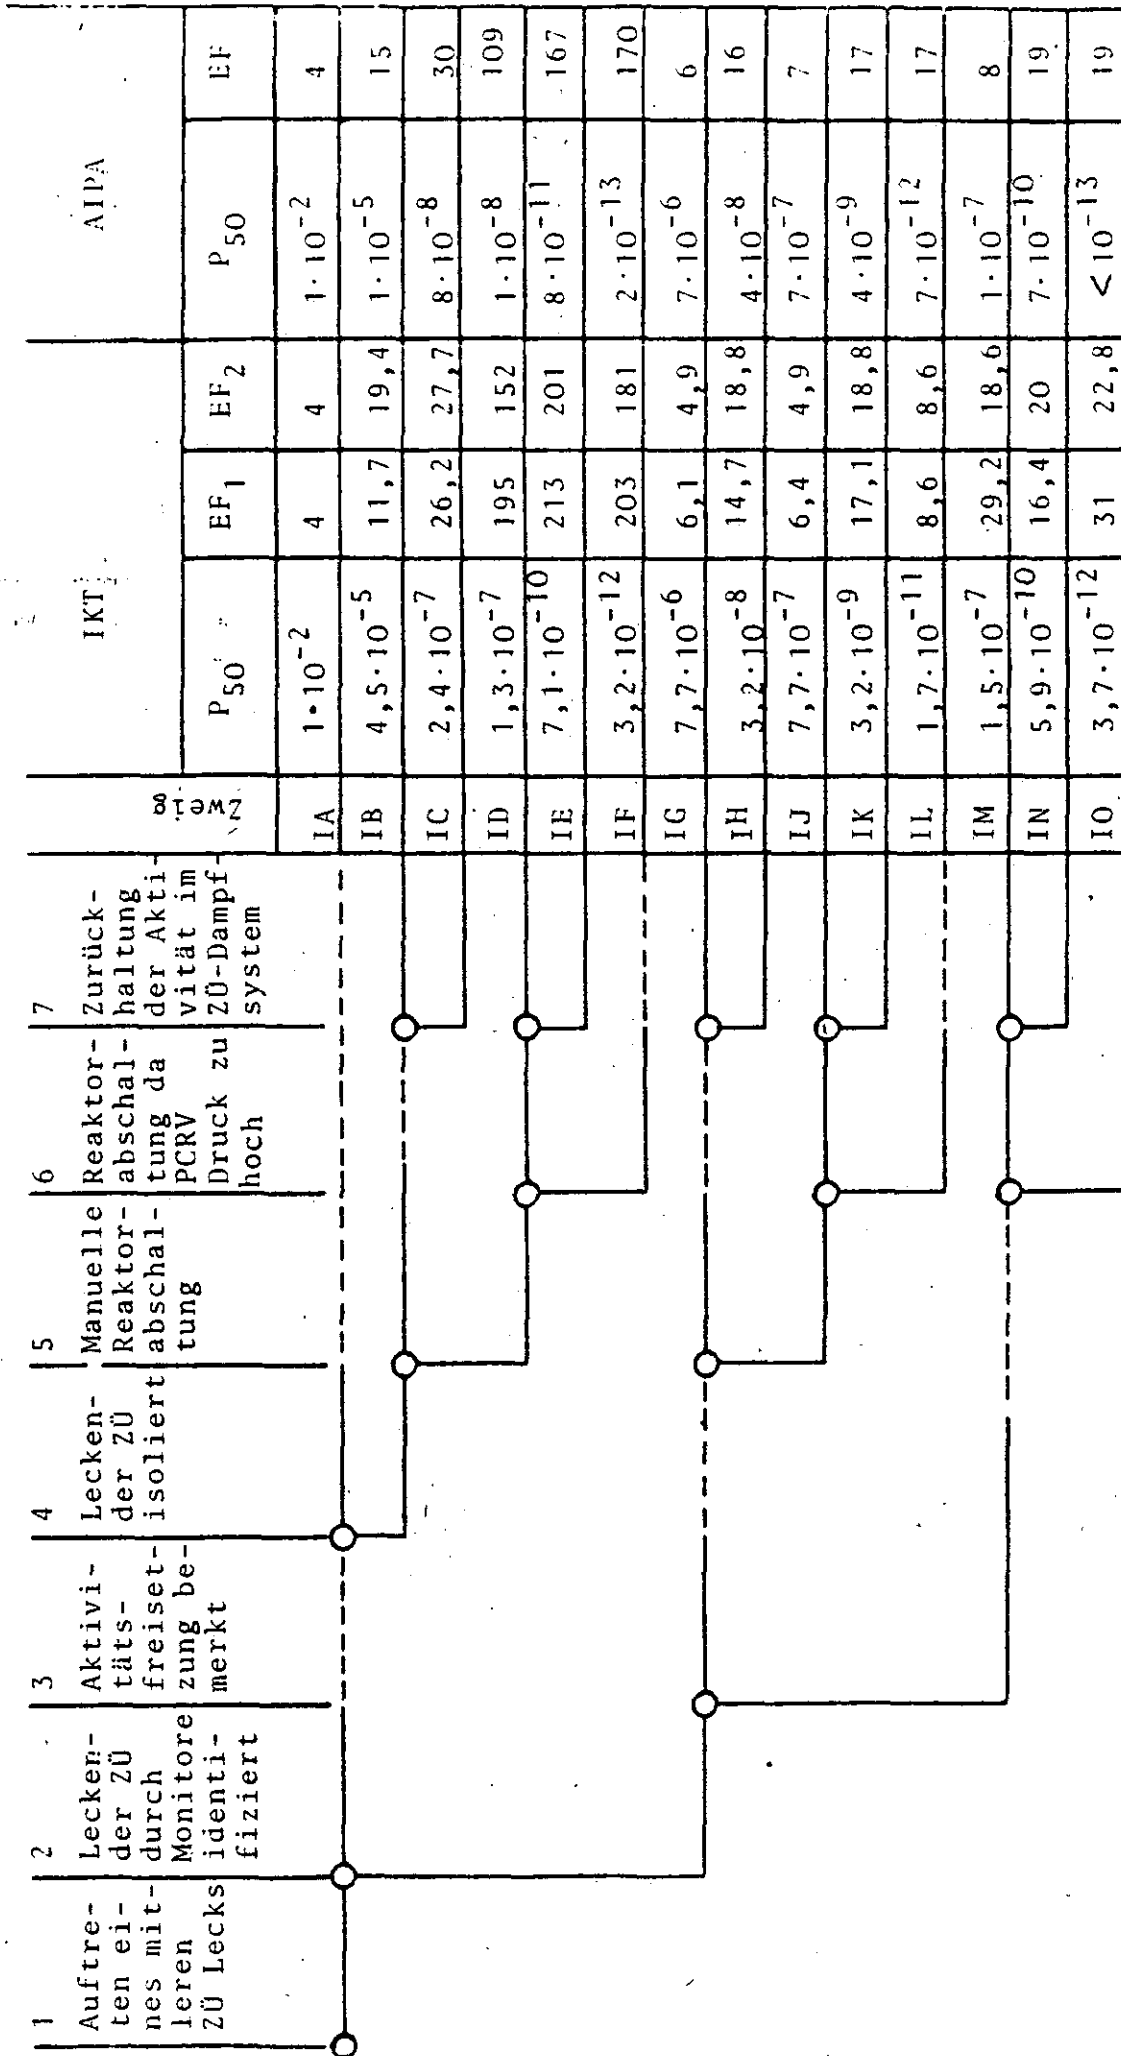 1
Auftre-
ten ei-
nes mit-
leren
ZÜ Lecks
2
Lecken-
der ZÜ
durch
Monitore
identi-
fiziert
3
Aktivi-
täts-
freiset-
zung be-
merkt
4
Lecken-
der ZÜ
isoliert
5
Manuelle
Reaktor-
abschal-
tung
6
Reaktor-
abschal-
tung da
PCRV
Druck zu
hoch
7
Zurück-
haltung
der Akti-
vität im
ZÜ-Dampf-
system
Zweig IKT AIPA
P50 EF1 EF2 P50 EF
IA 1·10-2 4 4 1·10-2 4
IB 4,5·10-5 11,7 19,4 1·10-5 15
IC 2,4·10-7 26,2 27,7 8·10-8 30
ID 1,3·10-7 195 152 1·10-8 109
IE 7,1·10-10 213 201 8·10-11 167
IF 3,2·10-12 203 181 2·10-13 170
IG 7,7·10-6 6,1 4,9 7·10-6 6
IH 3,2·10-8 14,7 18,8 4·10-8 16
IJ 7,7·10-7 6,4 4,9 7·10-7 7
IK 3,2·10-9 17,1 18,8 4·10-9 17
IL 1,7·10-11 8,6 8,6 7·10-12 17
IM 1,5·10-7 29,2 18,6 1·10-7 8
IN 5,9·10-10 16,4 20 7·10-10 19
IO 3,7·10-12 31 22,8 <10-13 19